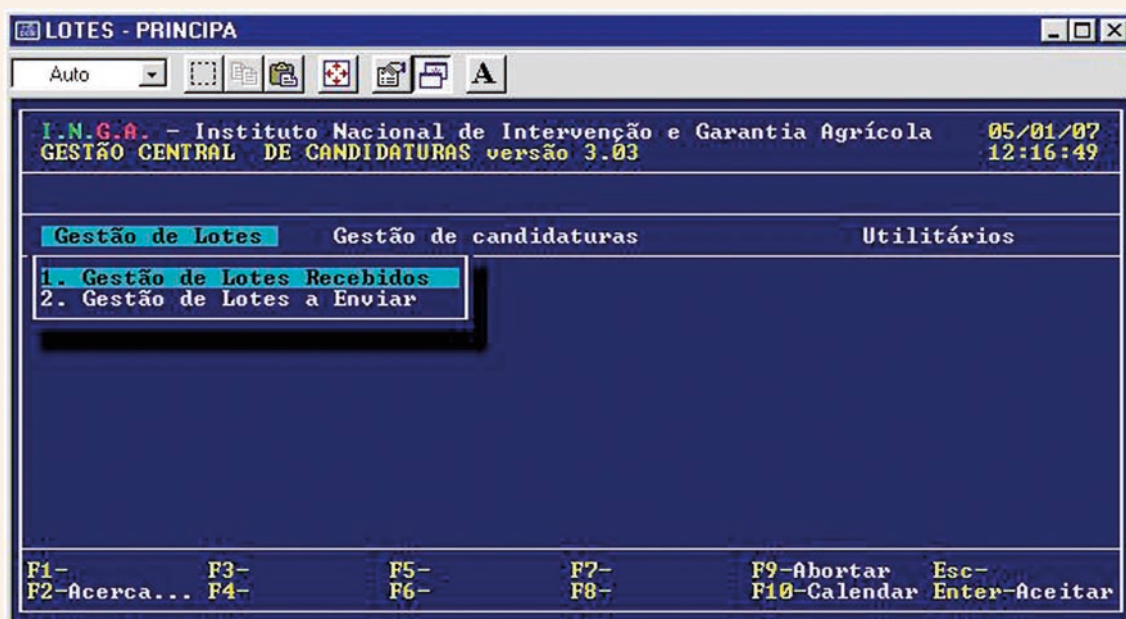 LOTES - PRINCIPA
Auto A
I.N.G.A. - Instituto Nacional de Intervenção e Garantia Agrícola 05/01/07
GESTÃO CENTRAL DE CANDIDATURAS versão 3.03 12:16:49
Gestão de Lotes Gestão de candidaturas Utilitários
1. Gestão de Lotes Recebidos
2. Gestão de Lotes a Enviar
F1- F3- F5- F7- F9-Abortar Esc-
F2-Acerca... F4- F6- F8- F10-Calendar Enter-Aceitar